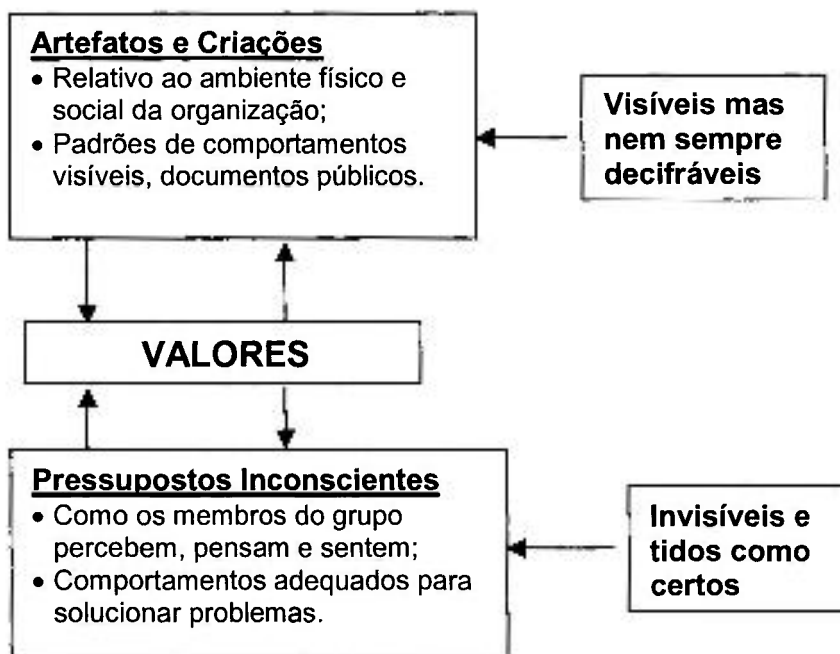 Artefatos e Criações
• Relativo ao ambiente físico e
social da organização;
• Padrões de comportamentos
visíveis, documentos públicos.
Visíveis mas
nem sempre
decifráveis
VALORES
Pressupostos Inconscientes
• Como os membros do grupo
percebem, pensam e sentem;
• Comportamentos adequados para
solucionar problemas.
Invisíveis e
tidos como
certos